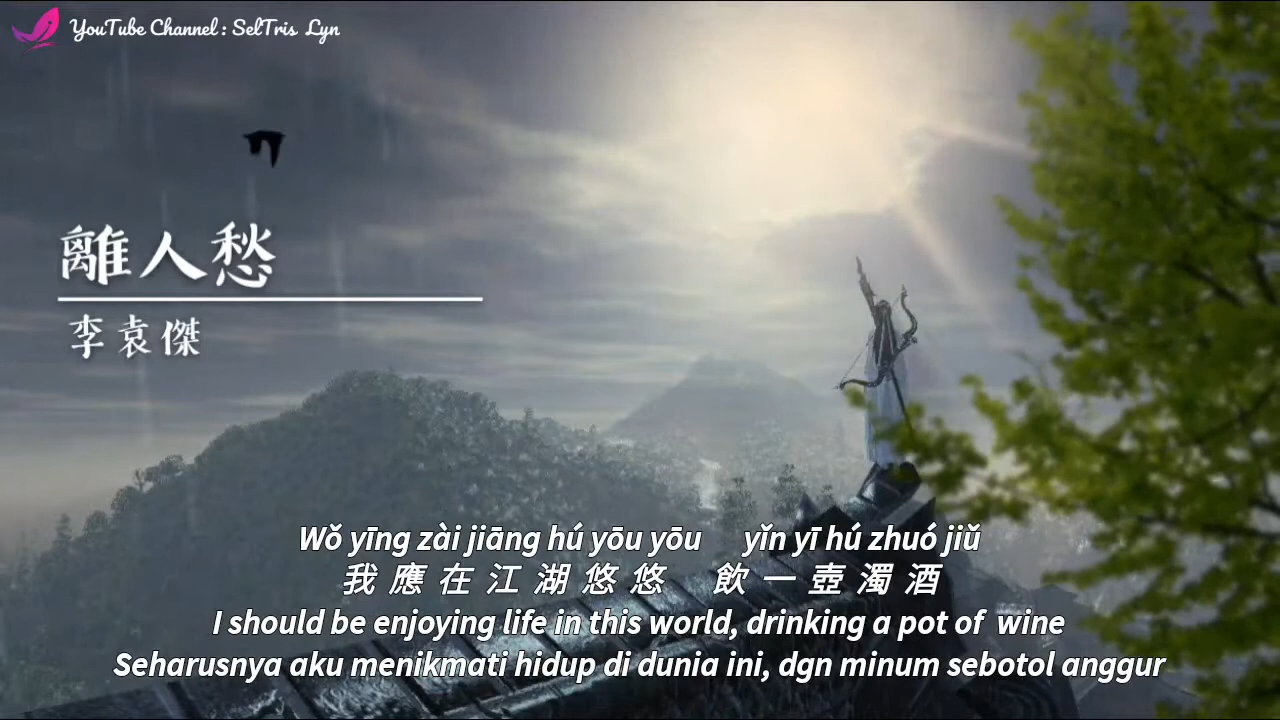 YouTube Channel : SelTris Lyn
離人愁
李袁傑
Wǒ yīng zài jiāng hú yōu yōu yǐn yī hú zhuó jiǔ
我應在江湖悠悠 飲一壺濁酒
I should be enjoying life in this world, drinking a pot of wine
Seharusnya aku menikmati hidup di dunia ini, dgn minum sebotol anggur